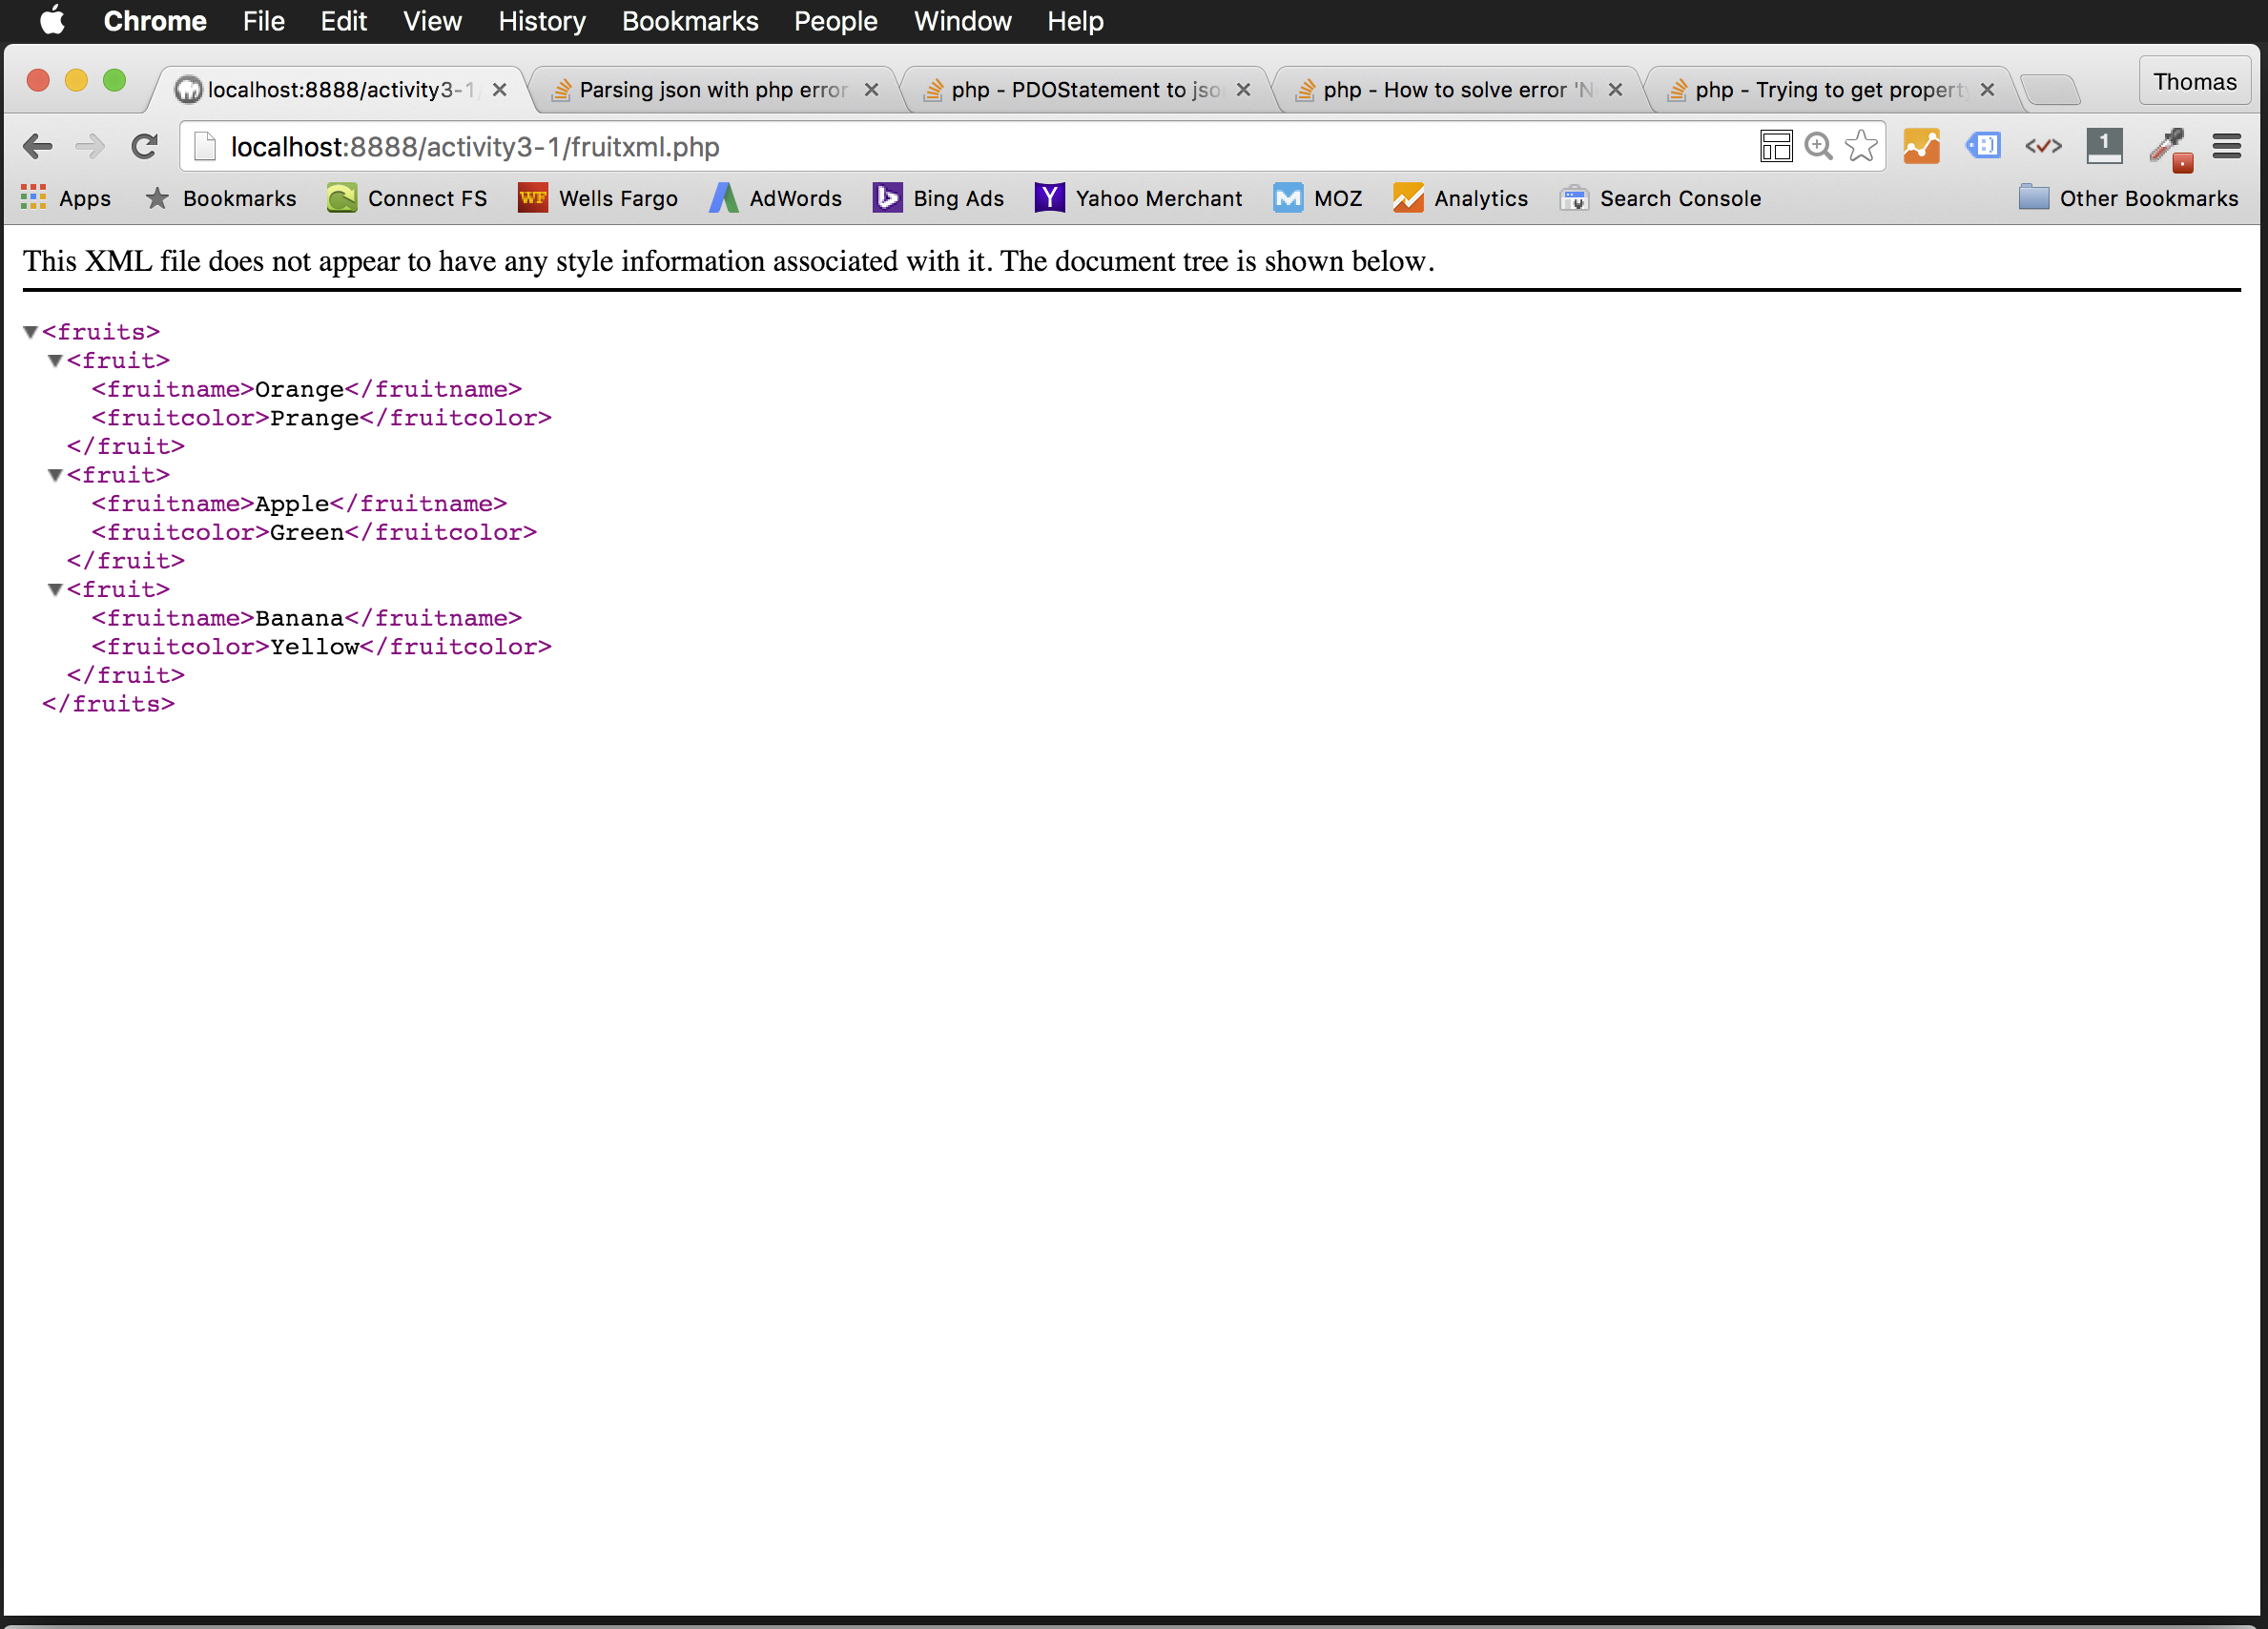 Chrome File Edit View History Bookmarks People Window Help
localhost:8888/activity3-1/ Parsing json with php error php - PDOStatement to jso php - How to solve error 'N php - Trying to get property Thomas
localhost:8888/activity3-1/fruitxml.php 1
Apps Bookmarks Connect FS WF Wells Fargo AdWords Bing Ads Y Yahoo Merchant M MOZ Analytics Search Console Other Bookmarks
This XML file does not appear to have any style information associated with it. The document tree is shown below.
<fruits>
<fruit>
<fruitname>Orange</fruitname>
<fruitcolor>Prange</fruitcolor>
</fruit>
<fruit>
<fruitname>Apple</fruitname>
<fruitcolor>Green</fruitcolor>
</fruit>
<fruit>
<fruitname>Banana</fruitname>
<fruitcolor>Yellow</fruitcolor>
</fruit>
</fruits>